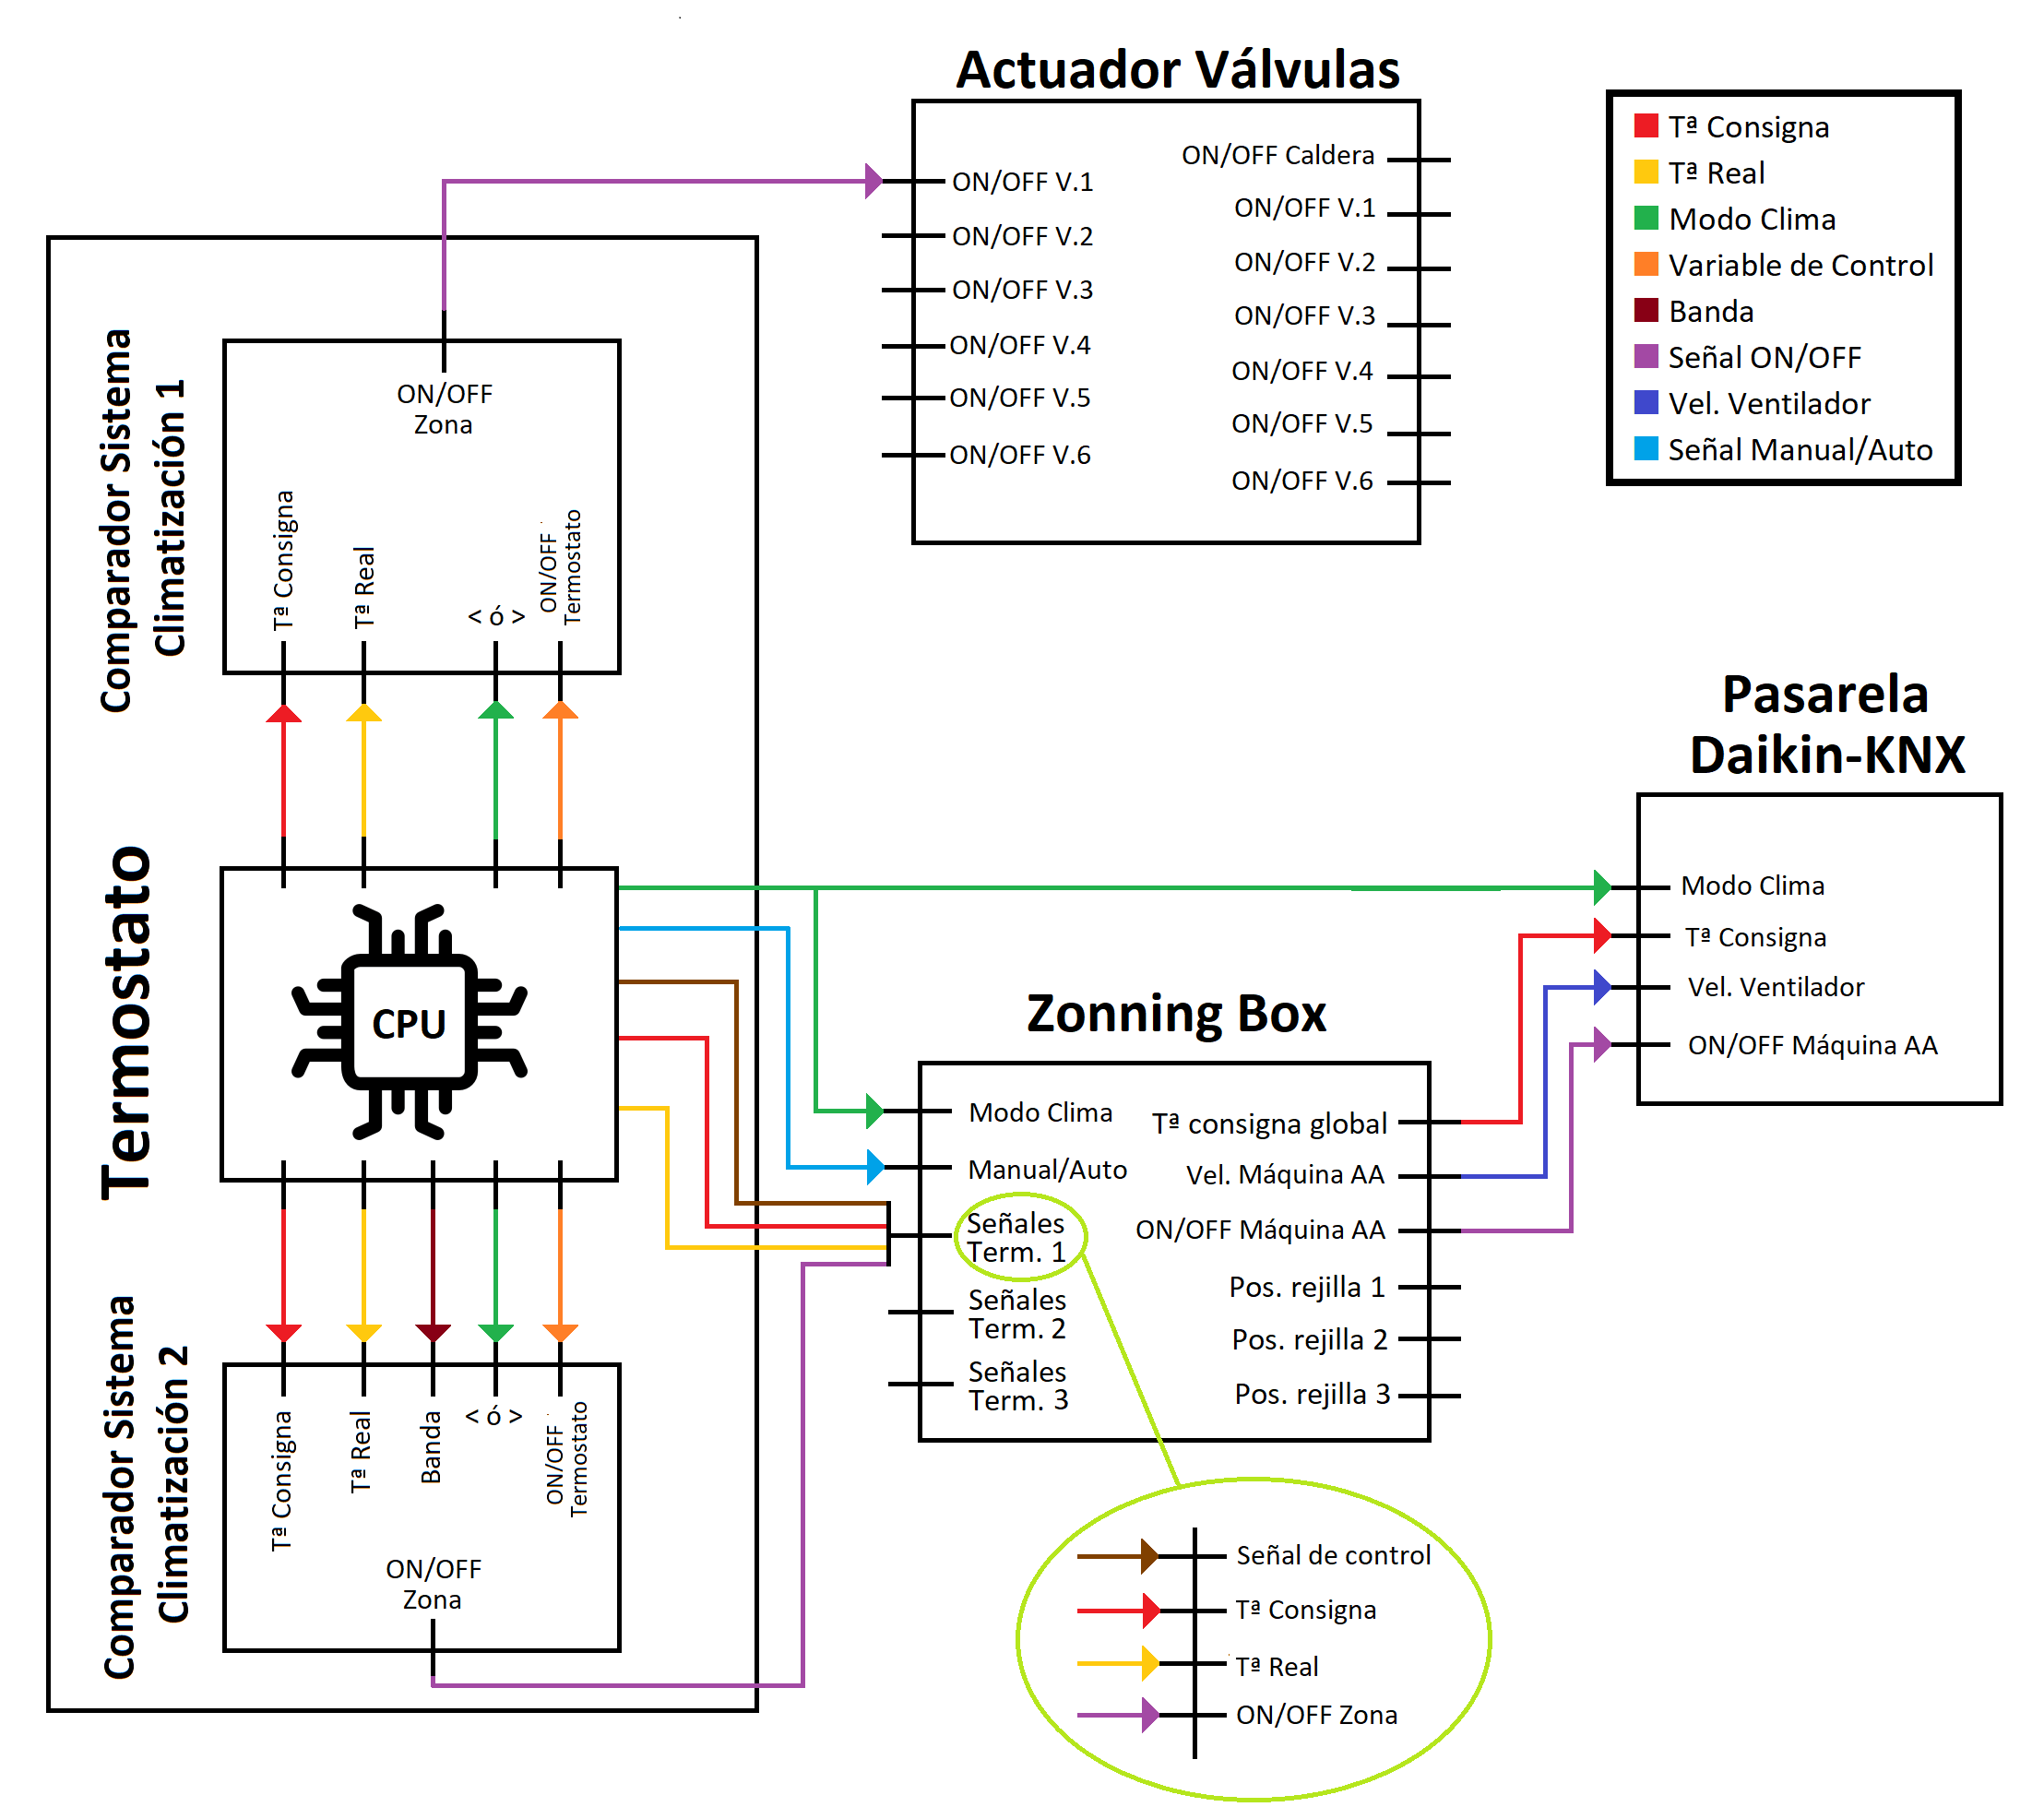 Actuador Válvulas
ON/OFF V.1
ON/OFF V.2
ON/OFF V.3
ON/OFF V.4
ON/OFF V.5
ON/OFF V.6
ON/OFF Caldera
ON/OFF V.1
ON/OFF V.2
ON/OFF V.3
ON/OFF V.4
ON/OFF V.5
ON/OFF V.6
Tª Consigna
Tª Real
Modo Clima
Variable de Control
Banda
Señal ON/OFF
Vel. Ventilador
Señal Manual/Auto
Comparador Sistema
Climatización 1
ON/OFF
Zona
Tª Consigna
Tª Real
< ó >
ON/OFF
Termostato
Termostato
CPU
Comparador Sistema
Climatización 2
Tª Consigna
Tª Real
Banda
< ó >
ON/OFF
Termostato
ON/OFF
Zona
Pasarela
Daikin-KNX
Modo Clima
Tª Consigna
Vel. Ventilador
ON/OFF Máquina AA
Zonning Box
Modo Clima
Manual/Auto
Señales
Term. 1
Señales
Term. 2
Señales
Term. 3
Tª consigna global
Vel. Máquina AA
ON/OFF Máquina AA
Pos. rejilla 1
Pos. rejilla 2
Pos. rejilla 3
Señal de control
Tª Consigna
Tª Real
ON/OFF Zona